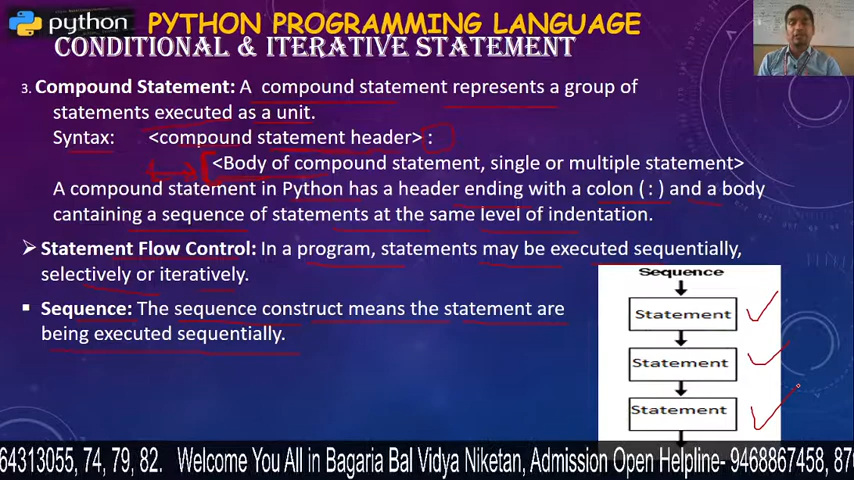 python PYTHON PROGRAMMING LANGUAGE
CONDITIONAL & ITERATIVE STATEMENT
3. Compound Statement: A compound statement represents a group of
statements executed as a unit.
Syntax: <compound statement header> :
<Body of compound statement, single or multiple statement>
A compound statement in Python has a header ending with a colon ( : ) and a body
cantaining a sequence of statements at the same level of indentation.
Statement Flow Control: In a program, statements may be executed sequentially,
selectively or iteratively.
Sequence: The sequence construct means the statement are
being executed sequentially.
Sequence
Statement
Statement
Statement
64313055, 74, 79, 82. Welcome You All in Bagaria Bal Vidya Niketan, Admission Open Helpline- 9468867458, 87